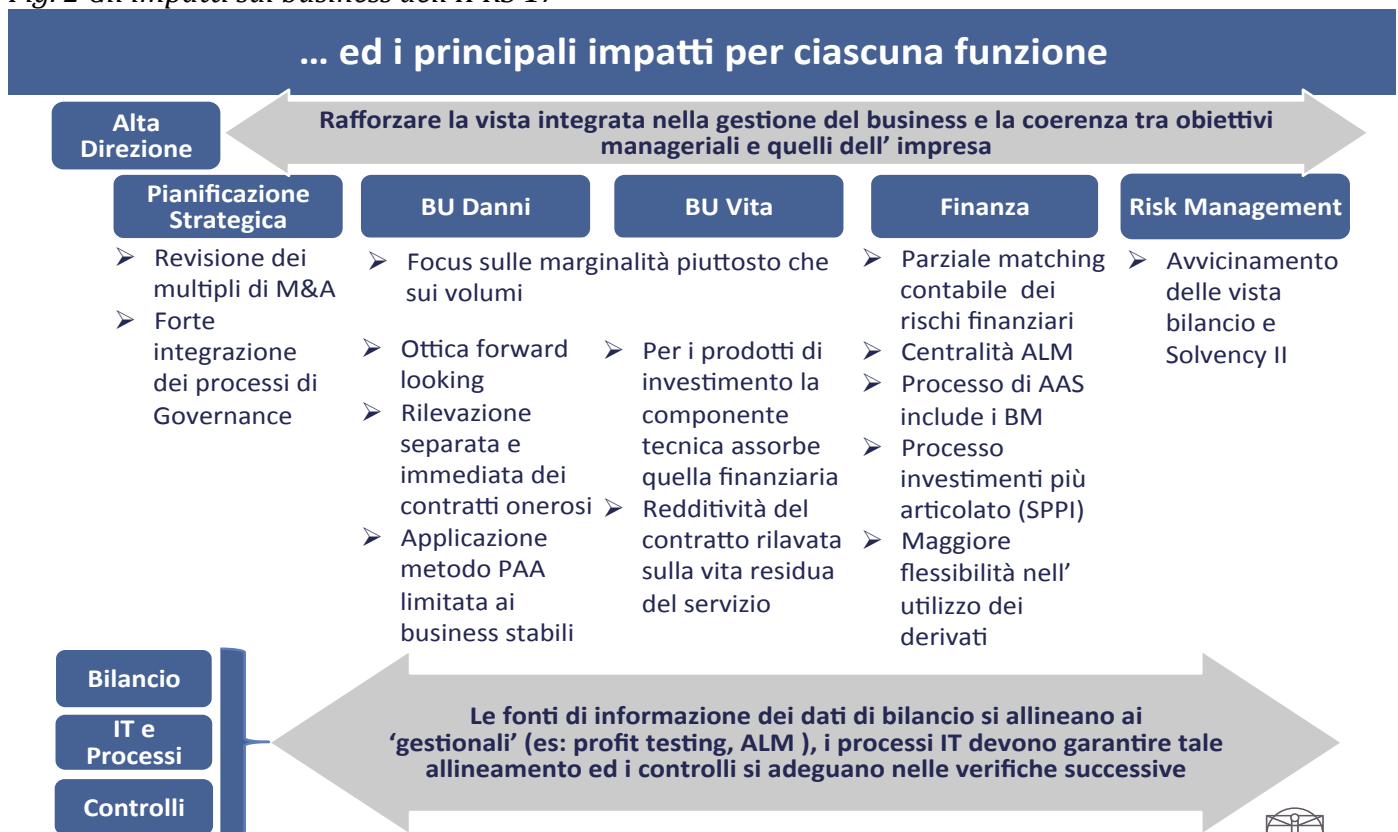 Fig. 2 Gli impatti sul business dell'IFRS 17
... ed i principali impatti per ciascuna funzione
Alta
Direzione
Rafforzare la vista integrata nella gestione del business e la coerenza tra obiettivi
manageriali e quelli dell' impresa
Pianificazione
Strategica
➢ Revisione dei
multipli di M&A
➢ Forte
integrazione
dei processi di
Governance
BU Danni
BU Vita
➢ Focus sulle marginalità piuttosto che
sui volumi
➢ Ottica forward
looking
➢ Rilevazione
separata e
immediata dei
contratti onerosi
➢ Applicazione
metodo PAA
limitata ai
business stabili
➢ Per i prodotti di
investimento la
componente
tecnica assorbe
quella finanziaria
➢ Redditività del
contratto rilavata
sulla vita residua
del servizio
Finanza
➢ Parziale matching
contabile dei
rischi finanziari
➢ Centralità ALM
➢ Processo di AAS
include i BM
➢ Processo
investimenti più
articolato (SPPI)
➢ Maggiore
flessibilità nell'
utilizzo dei
derivati
Risk Management
➢ Avvicinamento
delle vista
bilancio e
Solvency II
Bilancio
IT e
Processi
Controlli
Le fonti di informazione dei dati di bilancio si allineano ai
'gestionali' (es: profit testing, ALM ), i processi IT devono garantire tale
allineamento ed i controlli si adeguano nelle verifiche successive